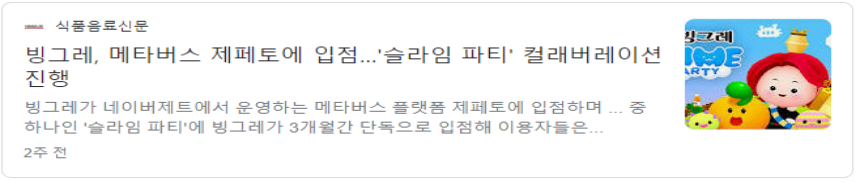 식품음료신문
빙그레, 메타버스 제페토에 입점...'슬라임 파티' 컬래버레이션
진행
빙그레가 네이버제트에서 운영하는 메타버스 플랫폼 제페토에 입점하며 ... 중
하나인 '슬라임 파티'에 빙그레가 3개월간 단독으로 입점해 이용자들은...
2주 전
빙그레
IME
PARTY